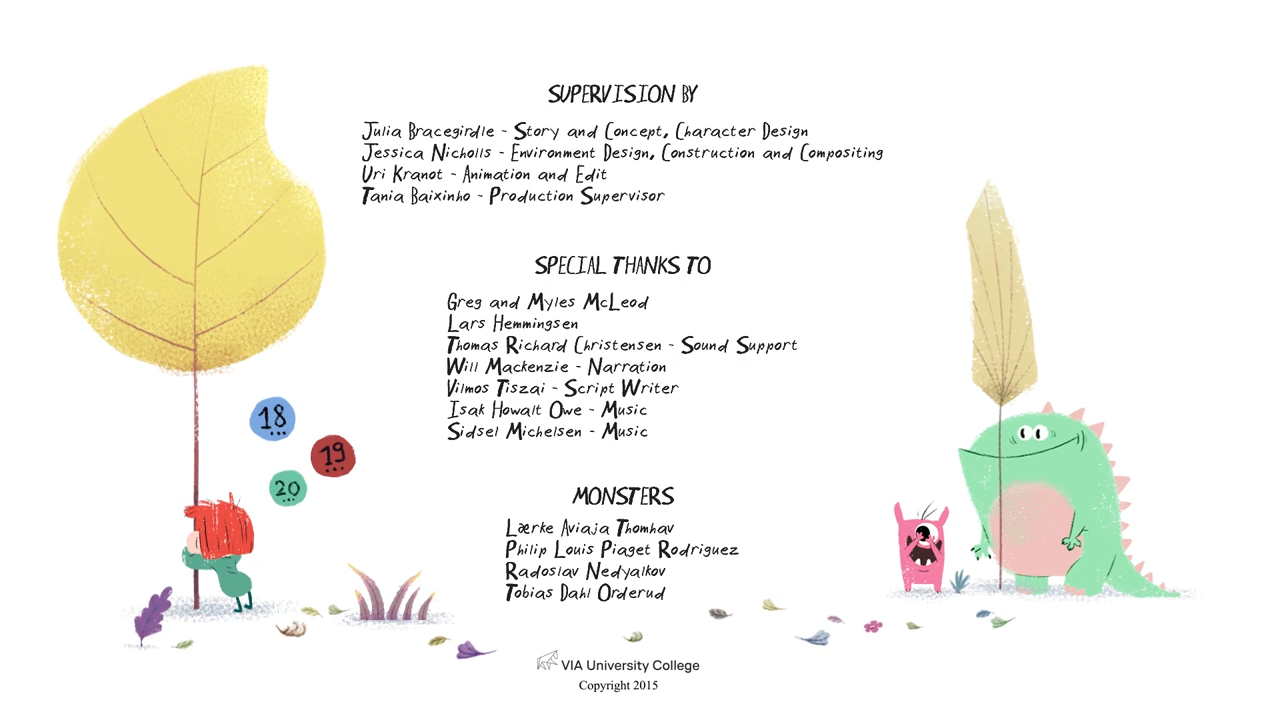 SUPERVISION BY
Julia Bracegirdle - Story and Concept, Character Design
Jessica Nicholls - Environment Design, Construction and Compositing
Uri Kranot - Animation and Edit
Tania Baixinho - Production Supervisor
SPECIAL THANKS TO
Greg and Myles McLeod
Lars Hemmingsen
Thomas Richard Christensen - Sound Support
Will Mackenzie - Narration
Vilmos Tiszai - Script Writer
Isak Howalt Owe - Music
Sidsel Michelsen - Music
18...
19...
20...
MONSTERS
Lærke Aviaja Thomhav
Philip Louis Piaget Rodriguez
Radoslav Nedyalkov
Tobias Dahl Orderud
VIA University College
Copyright 2015